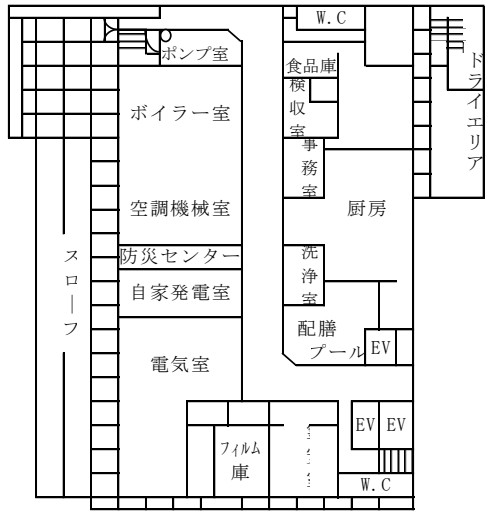 W.C
ポンプ室
食品庫
ドライエリア
検収室
ボイラー室
事務室
空調機械室
厨房
防災センター
洗浄室
スローフ
自家発電室
配膳
プール
EV
電気室
EV
EV
フィルム
庫
W.C